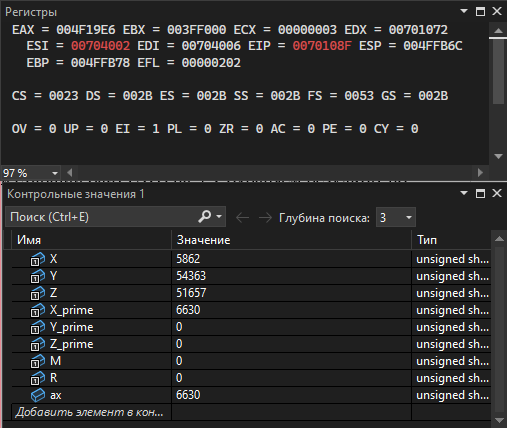 Регистры
EAX = 004F19E6 EBX = 003FF000 ECX = 00000003 EDX = 00701072
ESI = 00704002 EDI = 00704006 EIP = 0070108F ESP = 004FFB6C
EBP = 004FFB78 EFL = 00000202
CS = 0023 DS = 002B ES = 002B SS = 002B FS = 0053 GS = 002B
OV = 0 UP = 0 EI = 1 PL = 0 ZR = 0 AC = 0 PE = 0 CY = 0
97 %
Контрольные значения 1
Поиск (Ctrl+E) Глубина поиска: 3
Имя Значение Тип
X 5862 unsigned sh...
Y 54363 unsigned sh...
Z 51657 unsigned sh...
X_prime 6630 unsigned sh...
Y_prime 0 unsigned sh...
Z_prime 0 unsigned sh...
M 0 unsigned sh...
R 0 unsigned sh...
ax 6630 unsigned sh...
Добавить элемент в кон...